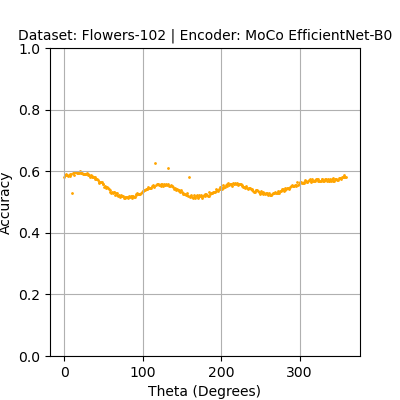 Dataset: Flowers-102 | Encoder: MoCo EfficientNet-B0
1.0
0.8
0.6
0.4
0.2
0.0
Accuracy
0 100 200 300
Theta (Degrees)